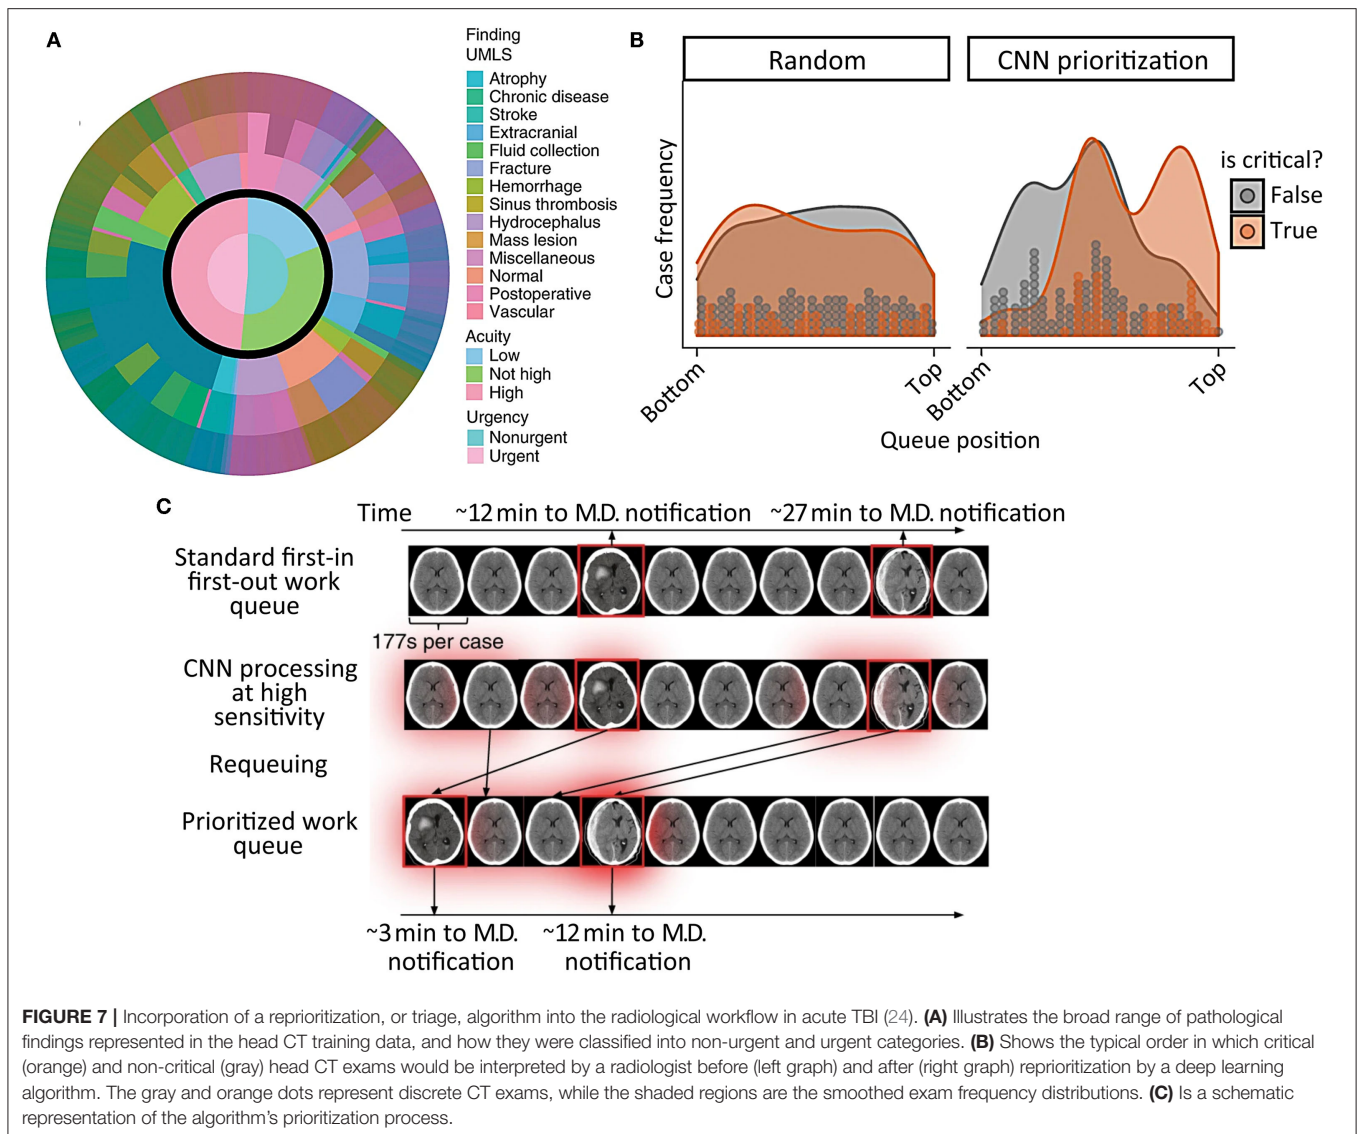 A
Finding
UMLS
Atrophy
Chronic disease
Stroke
Extracranial
Fluid collection
Fracture
Hemorrhage
Sinus thrombosis
Hydrocephalus
Mass lesion
Miscellaneous
Normal
Postoperative
Vascular
Acuity
Low
Not high
High
Urgency
Nonurgent
Urgent
B
Random
CNN prioritization
Case frequency
is critical?
False
True
Bottom
Top
Bottom
Top
Queue position
C
Time
~12 min to M.D. notification
~27 min to M.D. notification
Standard first-in
first-out work
queue
177s per case
CNN processing
at high
sensitivity
Requeuing
Prioritized work
queue
~3 min to M.D.
notification
~12 min to M.D.
notification
FIGURE 7 | Incorporation of a reprioritization, or triage, algorithm into the radiological workflow in acute TBI (24). (A) Illustrates the broad range of pathological
findings represented in the head CT training data, and how they were classified into non-urgent and urgent categories. (B) Shows the typical order in which critical
(orange) and non-critical (gray) head CT exams would be interpreted by a radiologist before (left graph) and after (right graph) reprioritization by a deep learning
algorithm. The gray and orange dots represent discrete CT exams, while the shaded regions are the smoothed exam frequency distributions. (C) Is a schematic
representation of the algorithm's prioritization process.